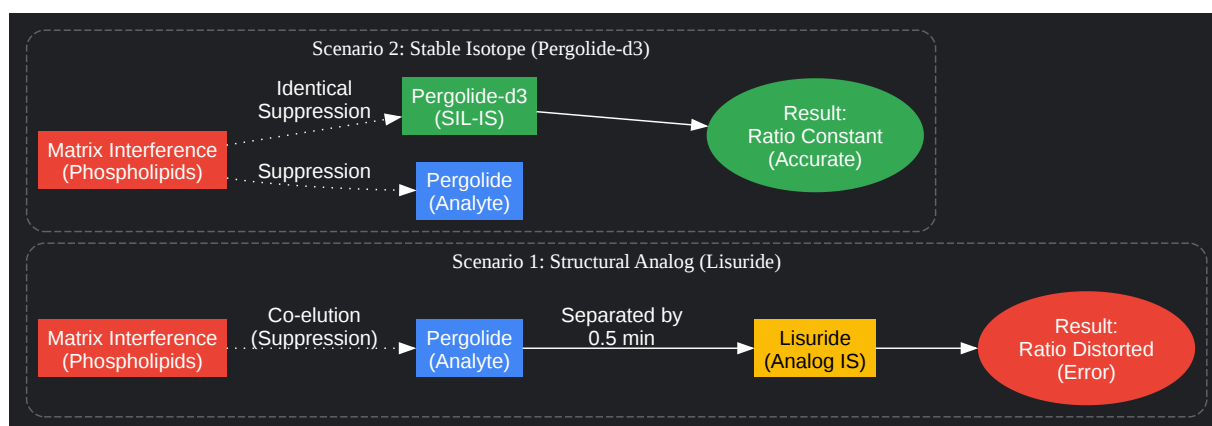 Scenario 2: Stable Isotope (Pergolide-d3)
Identical
Suppression
Pergolide-d3
(SIL-IS)
Result:
Ratio Constant
(Accurate)
Matrix Interference
(Phospholipids)
Suppression
Pergolide
(Analyte)
Scenario 1: Structural Analog (Lisuride)
Matrix Interference
(Phospholipids)
Co-elution
(Suppression)
Pergolide
(Analyte)
Separated by
0.5 min
Lisuride
(Analog IS)
Result:
Ratio Distorted
(Error)